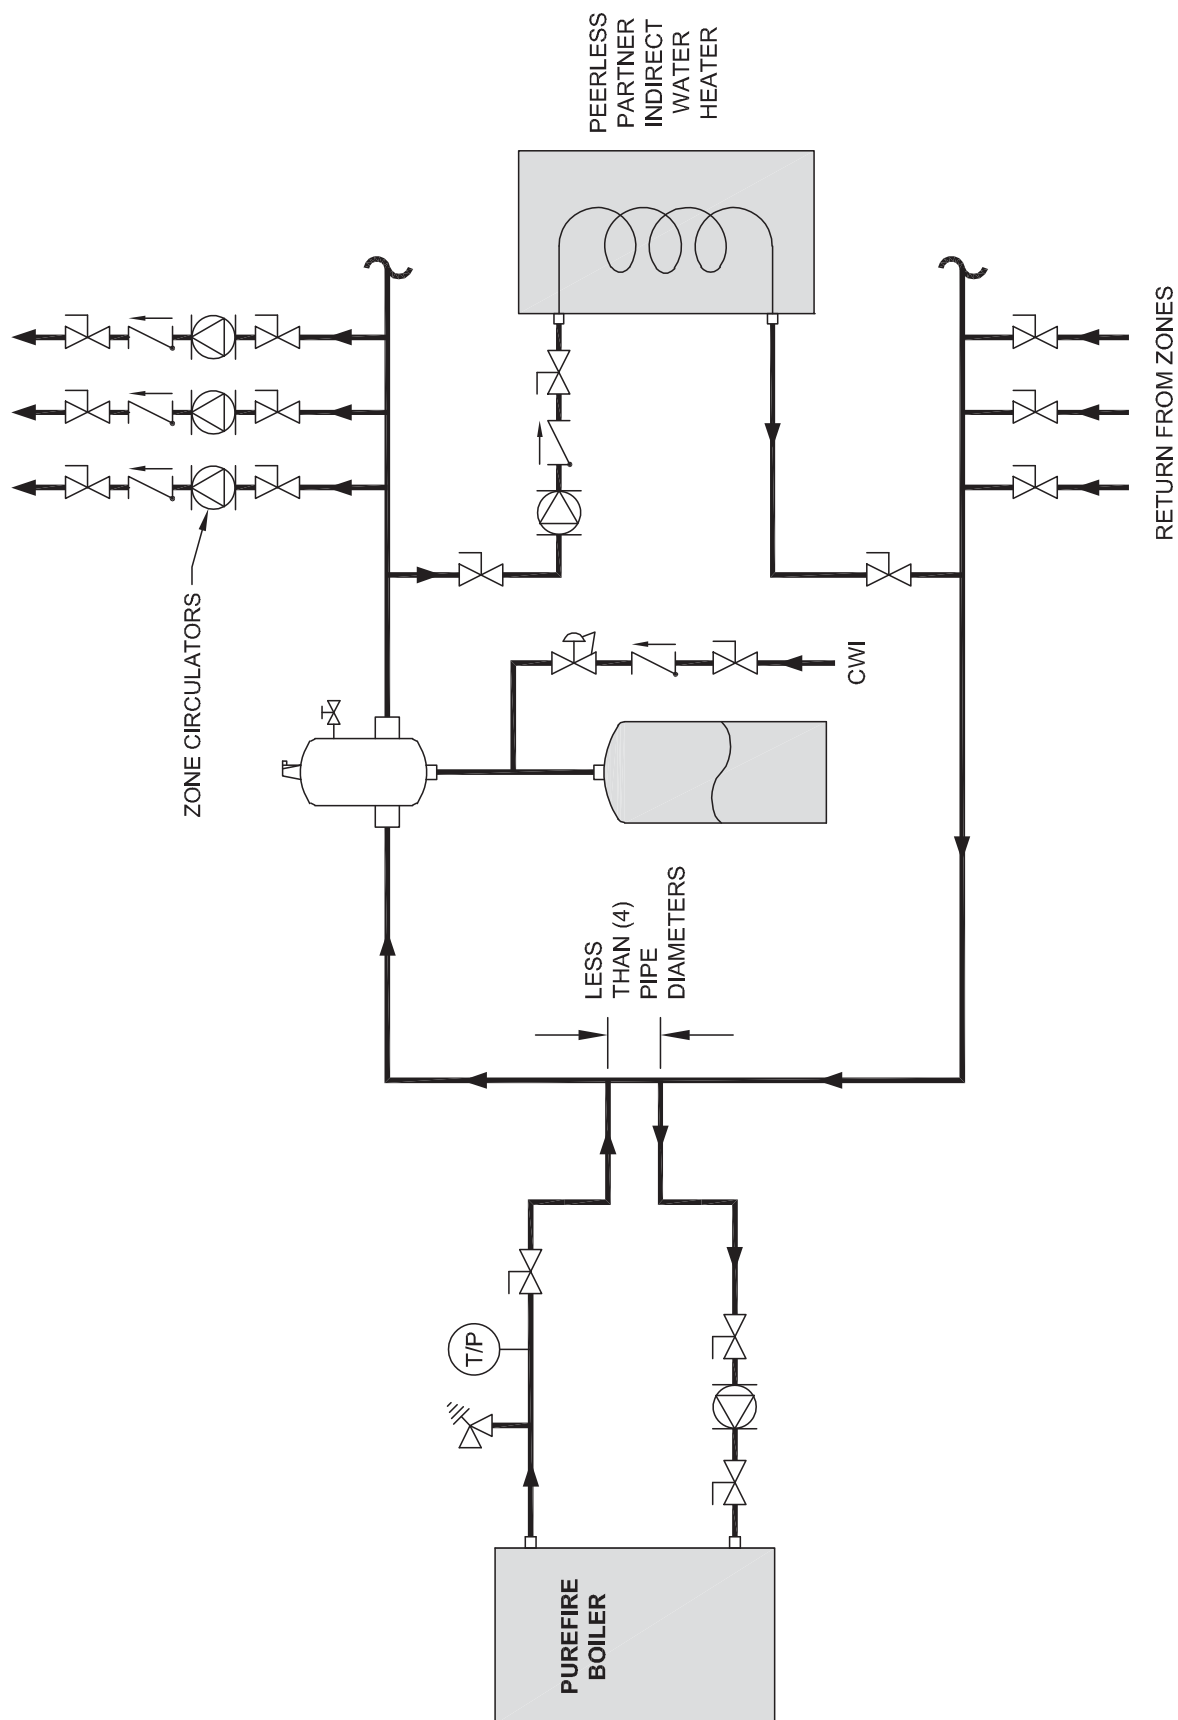 PEERLESS
PARTNER
INDIRECT
WATER
HEATER
ZONE CIRCULATORS
RETURN FROM ZONES
CWI
LESS
THAN (4)
PIPE
DIAMETERS
T/P
PUREFIRE
BOILER